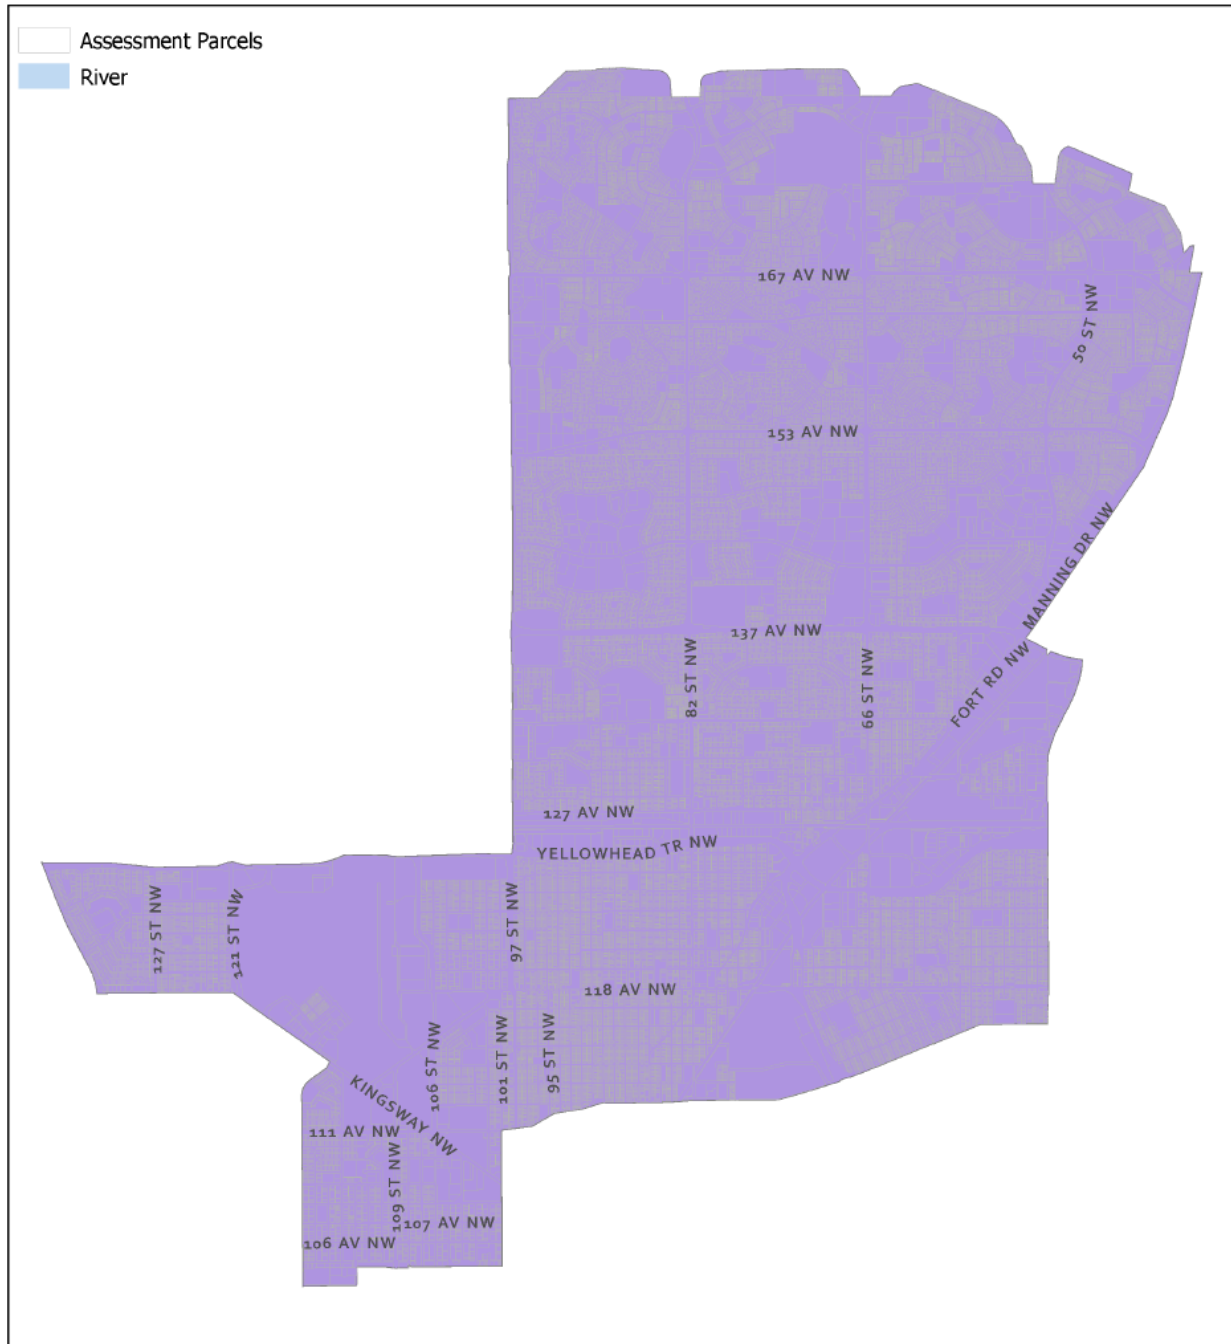 Assessment Parcels
River
167 AV NW
50 ST NW
153 AV NW
MANNING DR NW
137 AV NW
82 ST NW
66 ST NW
FORT RD NW
127 AV NW
YELLOWHEAD TR NW
127 ST NW
121 ST NW
97 ST NW
118 AV NW
106 ST NW
101 ST NW
95 ST NW
KINGSWAY NW
111 AV NW
109 ST NW
107 AV NW
106 AV NW